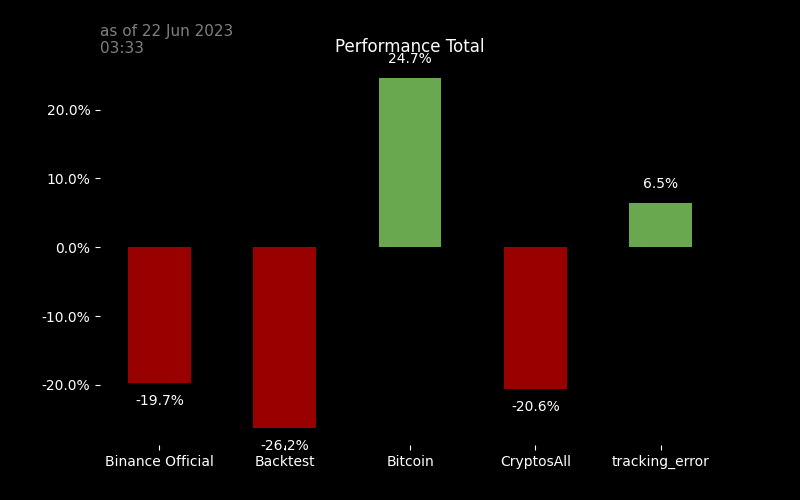 as of 22 Jun 2023
03:33
Performance Total
24.7%
20.0%
10.0%
6.5%
0.0%
-10.0%
-20.0%
-19.7%
-20.6%
-26.2%
Binance Official
Backtest
Bitcoin
CryptosAll
tracking_error